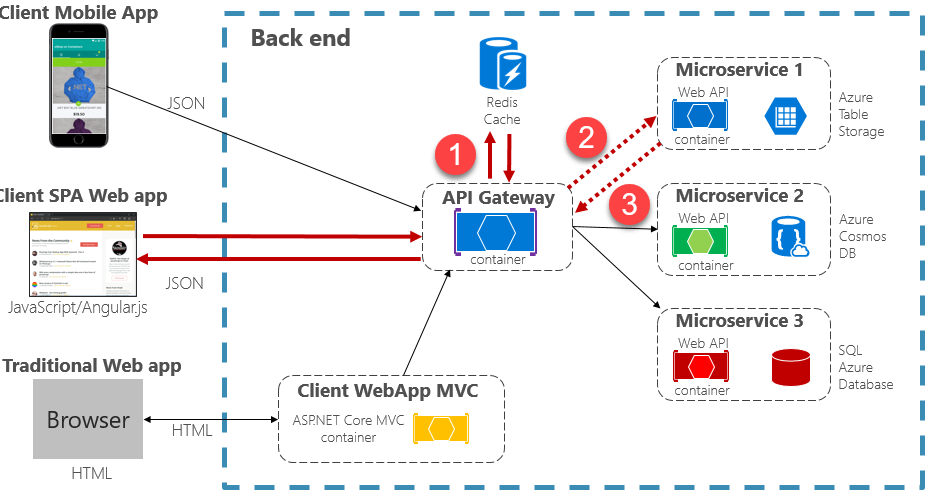 Client Mobile App
JSON
Client SPA Web app
JSON
JavaScript/Angular.js
Traditional Web app
Browser
HTML
HTML
Back end
Redis
Cache
1
2
3
API Gateway
container
Client WebApp MVC
ASP.NET Core MVC
container
Microservice 1
Web API
container
Azure
Table
Storage
Microservice 2
Web API
container
Azure
Cosmos
DB
Microservice 3
Web API
container
SQL
Azure
Database